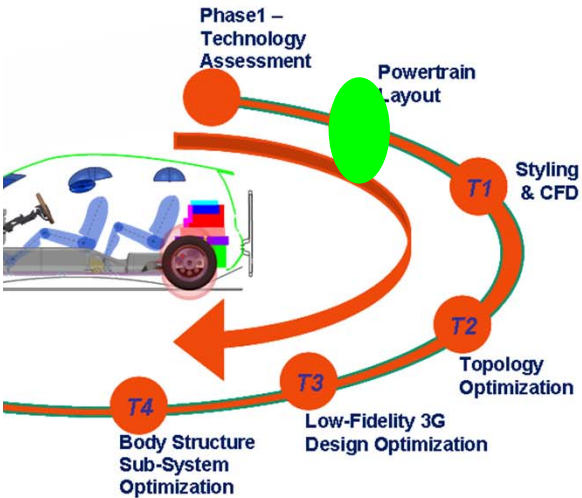 Phase1 –
Technology
Assessment
Powertrain
Layout
T1
Styling
& CFD
T2
Topology
Optimization
T3
Low-Fidelity 3G
Design Optimization
T4
Body Structure
Sub-System
Optimization